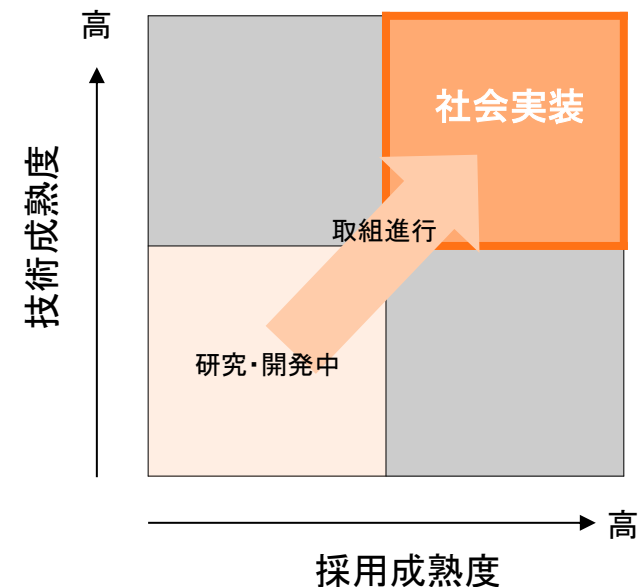 高
社会実装
技術成熟度
取組進行
研究・開発中
高
採用成熟度